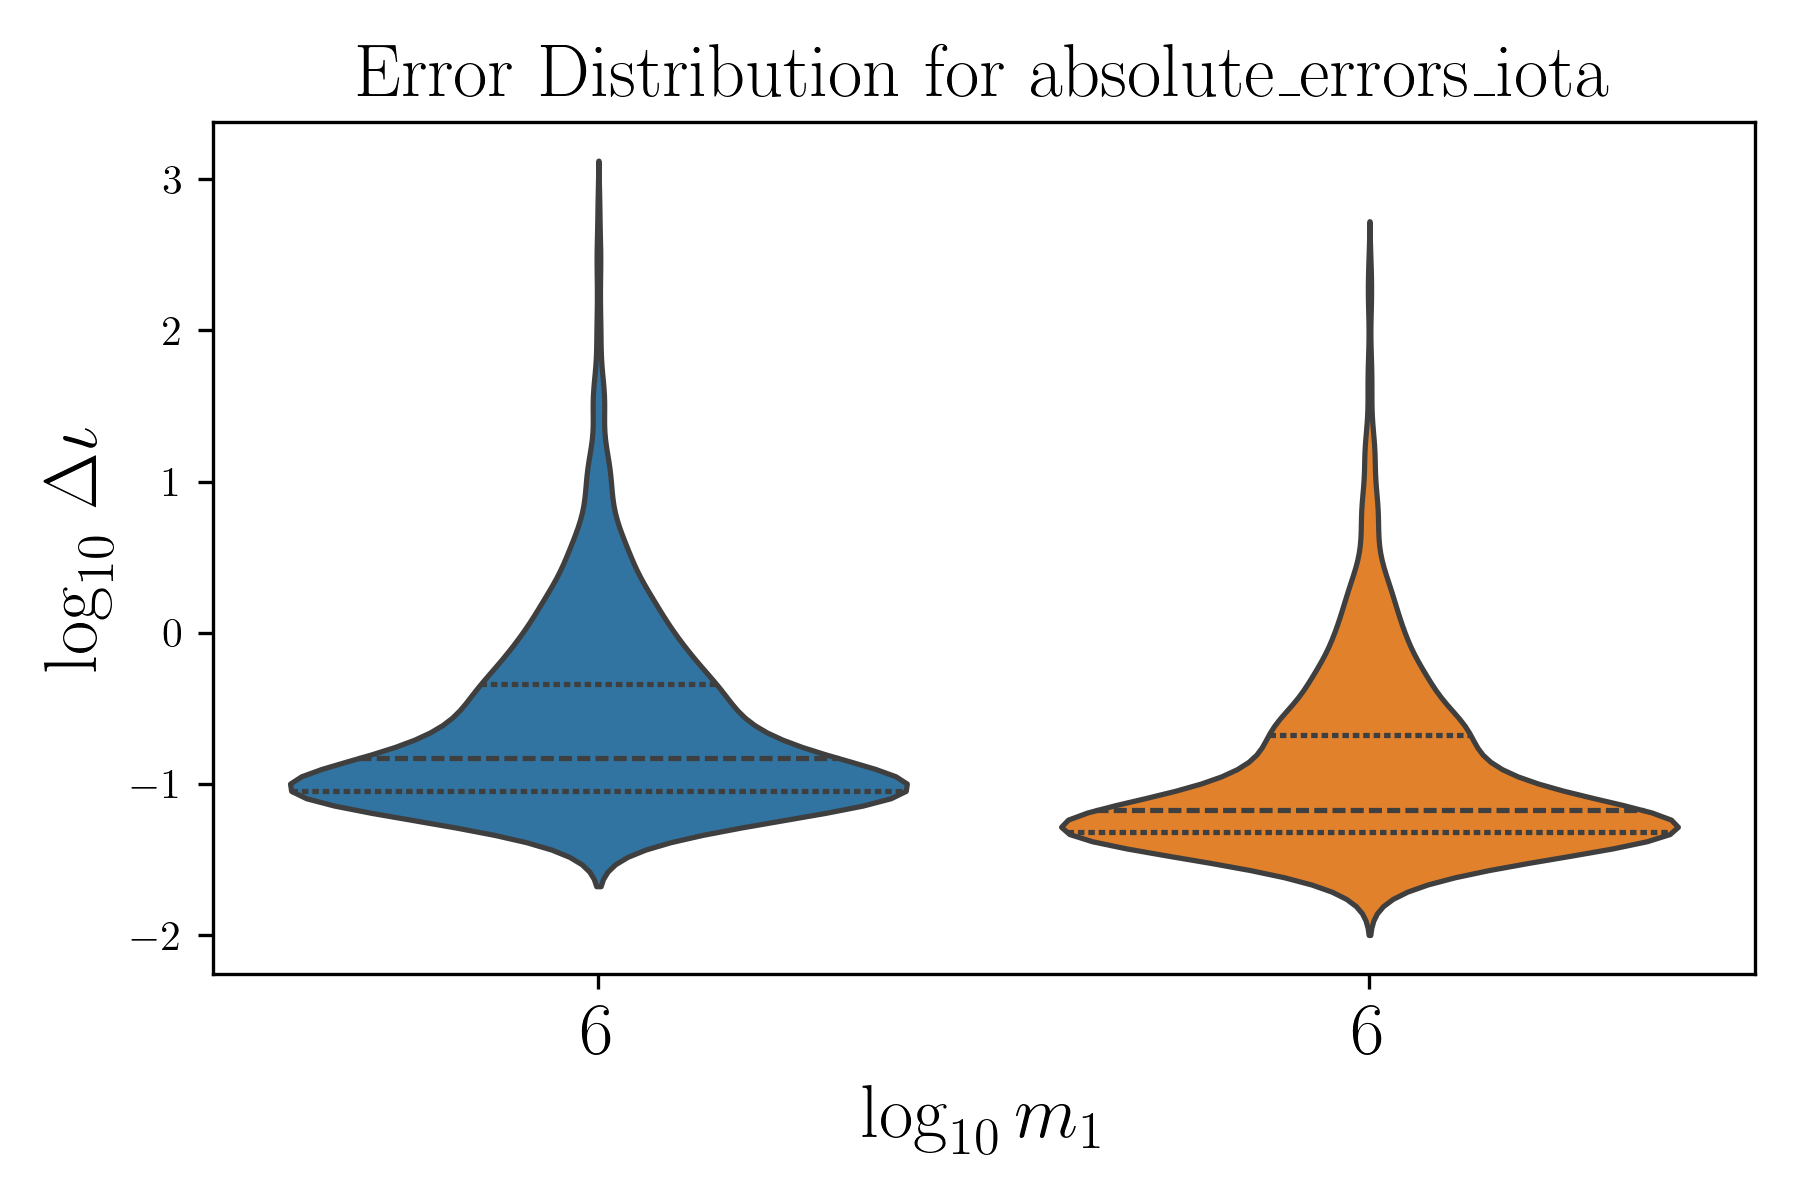 Error Distribution for absolute_errors_iota
log₁₀ Δι
3
2
1
0
−1
−2
6 6
log₁₀ m₁